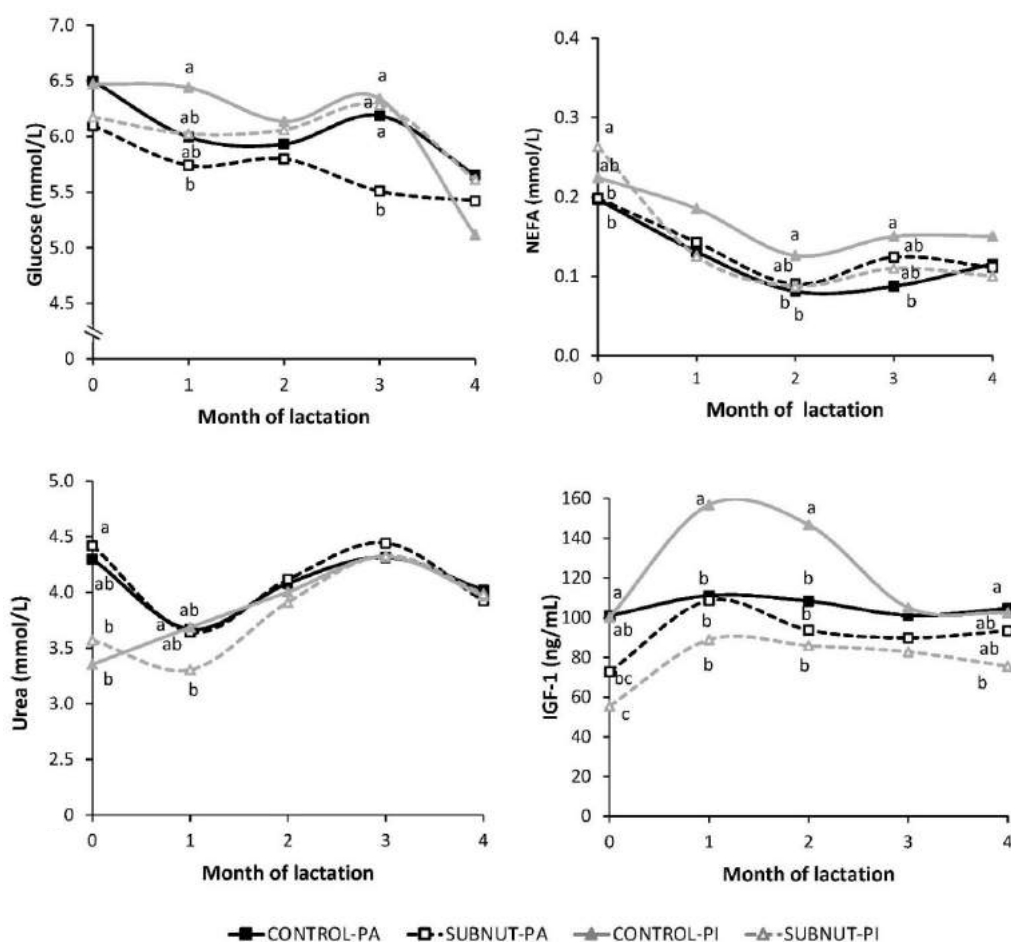 Glucose (mmol/L)
7.0
6.5
6.0
5.5
5.0
4.5
0
a
ab
ab
b
a
a
a
b
0 1 2 3 4
Month of lactation
NEFA (mmol/L)
0.4
0.3
0.2
0.1
0.0
a
ab
b
b
a
ab
b
b
a
ab
ab
b
0 1 2 3 4
Month of lactation
Urea (mmol/L)
5.0
4.5
4.0
3.5
3.0
2.5
0
a
ab
b
b
ab
a
ab
b
0 1 2 3 4
Month of lactation
IGF-1 (ng/mL)
160
140
120
100
80
60
40
20
0
a
ab
bc
c
a
b
b
b
a
b
b
b
a
ab
ab
b
0 1 2 3 4
Month of lactation
CONTROL-PA SUBNUT-PA CONTROL-PI SUBNUT-PI